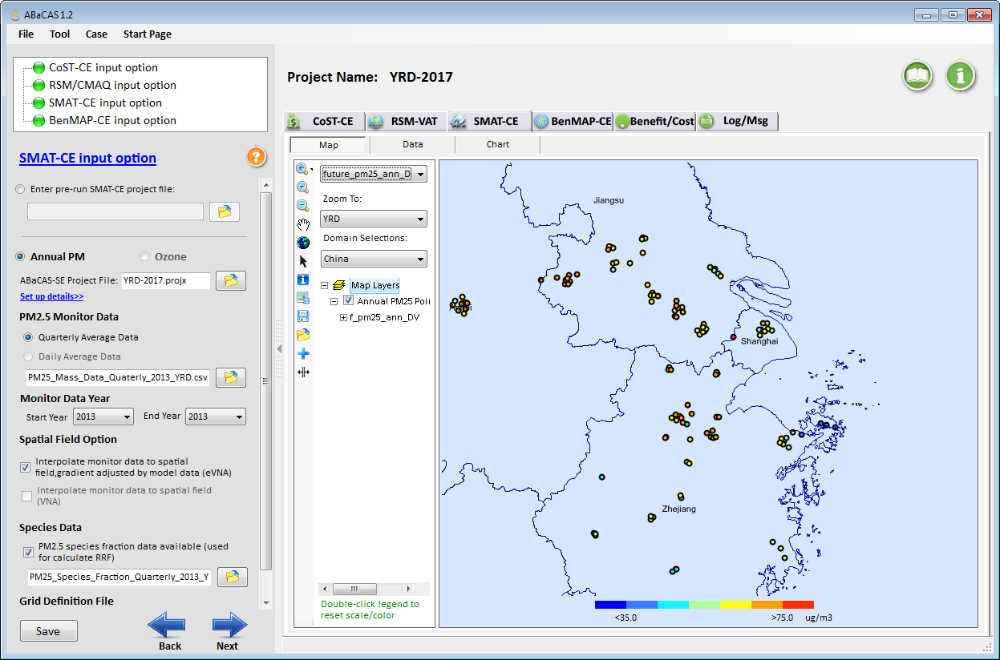 ABaCAS 1.2
File Tool Case Start Page
CoST-CE input option
RSM/CMAQ input option
SMAT-CE input option
BenMAP-CE input option
SMAT-CE input option
?
Enter pre-run SMAT-CE project file:
Annual PM
Ozone
ABaCAS-SE Project File: YRD-2017.projx
Set up details>>
PM2.5 Monitor Data
Quarterly Average Data
Daily Average Data
PM25_Mass_Data_Quaterly_2013_YRD.csv
Monitor Data Year
Start Year 2013 End Year 2013
Spatial Field Option
Interpolate monitor data to spatial
field,gradient adjusted by model data (eVNA)
Interpolate monitor data to spatial field
(VNA)
Species Data
PM2.5 species fraction data available (used
for calculate RRF)
PM25_Species_Fraction_Quarterly_2013_Y
Grid Definition File
Save
Back
Next
Project Name: YRD-2017
CoST-CE RSM-VAT SMAT-CE BenMAP-CE Benefit/Cost Log/Msg
Map Data Chart
future_pm25_ann_D
Zoom To:
YRD
Domain Selections:
China
Map Layers
Annual PM25 Poi
f_pm25_ann_DV
Double-click legend to
reset scale/color
Jiangsu
Shanghai
Zhejiang
<35.0 >75.0 ug/m3